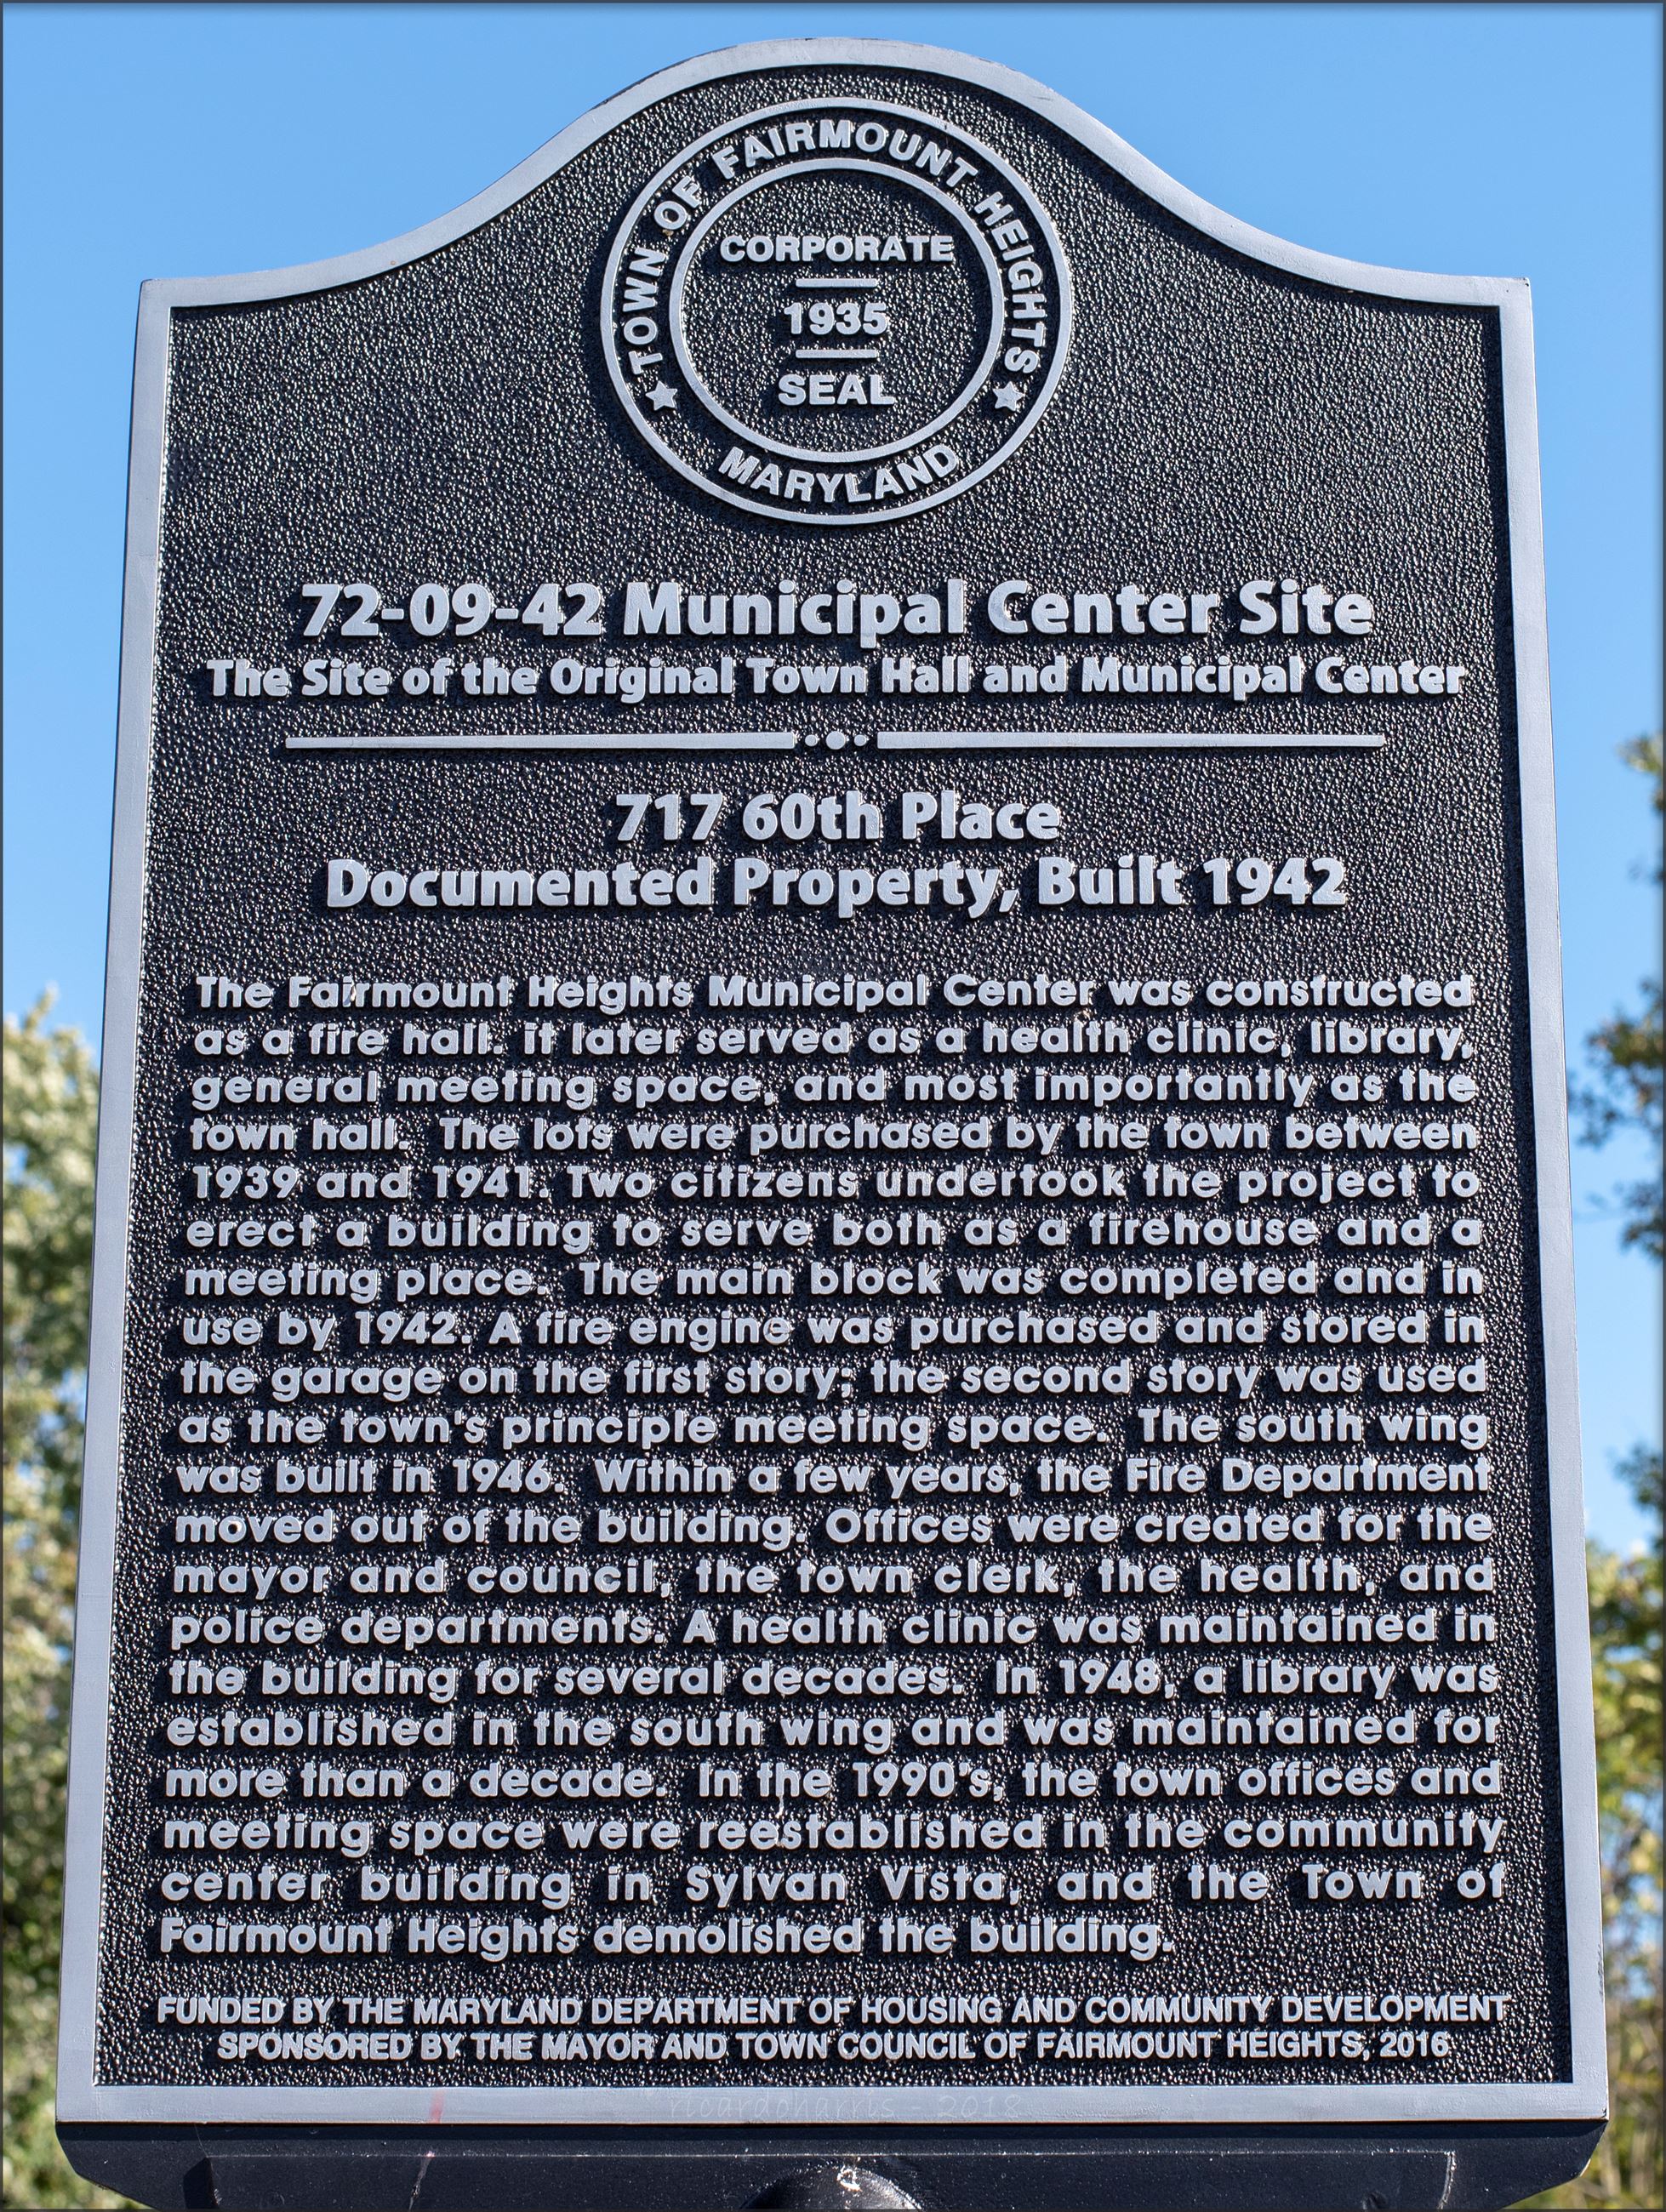 TOWN OF FAIRMOUNT HEIGHTS
CORPORATE
1935
SEAL
MARYLAND
72-09-42 Municipal Center Site
The Site of the Original Town Hall and Municipal Center
717 60th Place
Documented Property, Built 1942
The Fairmount Heights Municipal Center was constructed
as a fire hall. it later served as a health clinic, library,
general meeting space, and most importantly as the
town hall. The lots were purchased by the town between
1939 and 1941. Two citizens undertook the project to
erect a building to serve both as a firehouse and a
meeting place. The main block was completed and in
use by 1942. A fire engine was purchased and stored in
the garage on the first story; the second story was used
as the town's principle meeting space. The south wing
was built in 1946. Within a few years, the Fire Department
moved out of the building. Offices were created for the
mayor and council, the town clerk, the health, and
police departments. A health clinic was maintained in
the building for several decades. In 1948, a library was
established in the south wing and was maintained for
more than a decade. In the 1990's, the town offices and
meeting space were reestablished in the community
center building in Sylvan Vista, and the Town of
Fairmount Heights demolished the building.
FUNDED BY THE MARYLAND DEPARTMENT OF HOUSING AND COMMUNITY DEVELOPMENT
SPONSORED BY THE MAYOR AND TOWN COUNCIL OF FAIRMOUNT HEIGHTS, 2016
ricardoharris - 2018